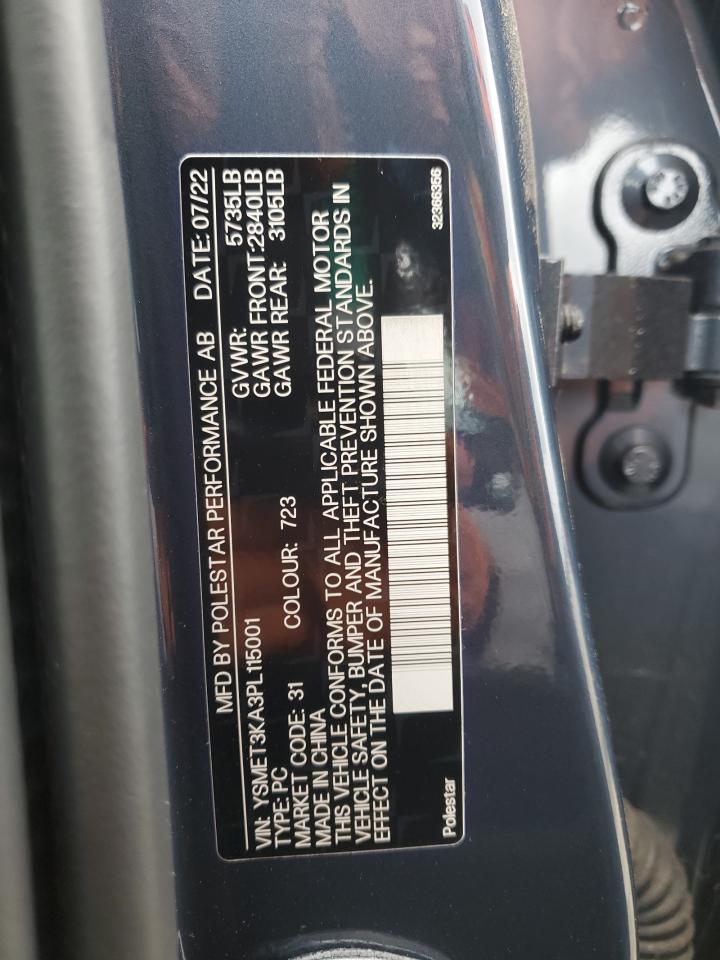 MFD BY POLESTAR PERFORMANCE AB DATE: 07/22
VIN: YSMET3KA3PL115001
TYPE: PC GVWR: 5735LB
MARKET CODE: 31 COLOUR: 723 GAWR FRONT:2840LB
MADE IN CHINA GAWR REAR: 3105LB
THIS VEHICLE CONFORMS TO ALL APPLICABLE FEDERAL MOTOR
VEHICLE SAFETY, BUMPER AND THEFT PREVENTION STANDARDS IN
EFFECT ON THE DATE OF MANUFACTURE SHOWN ABOVE.
Polestar 32366356